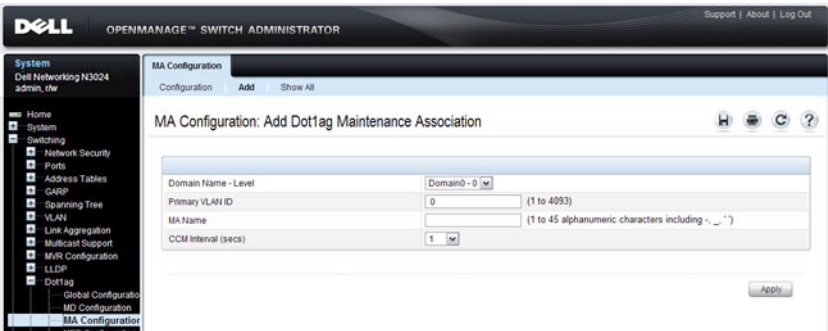 Support | About | Log Out
DELL OPENMANAGE™ SWITCH ADMINISTRATOR
System
Dell Networking N3024
admin, r/w
Home
System
Switching
Network Security
Ports
Address Tables
GARP
Spanning Tree
VLAN
Link Aggregation
Multicast Support
MVR Configuration
LLDP
Dot1ag
Global Configuratio
MD Configuration
MA Configuration
MA Configuration
Configuration Add Show All
MA Configuration: Add Dot1ag Maintenance Association
?
Domain Name - Level Domain0 - 0
Primary VLAN ID 0 (1 to 4093)
MA Name (1 to 45 alphanumeric characters including -, _, ' ')
CCM Interval (secs) 1
Apply